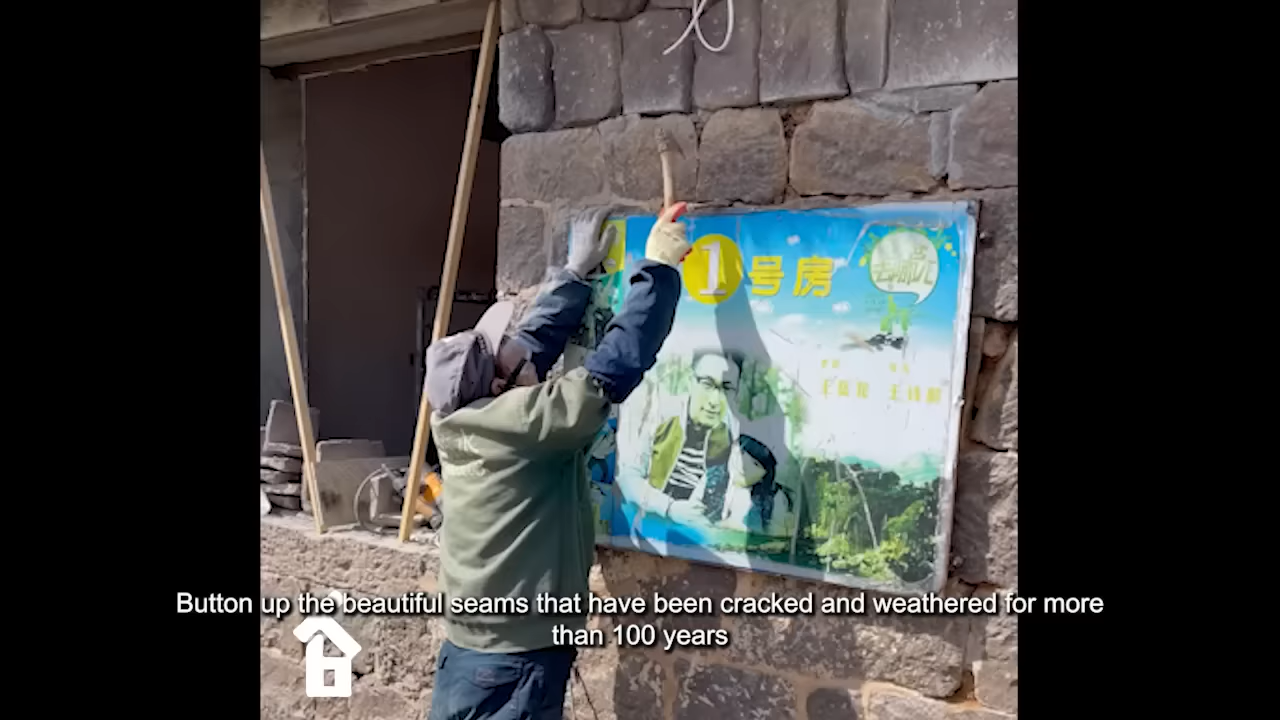 1号房
Button up the beautiful seams that have been cracked and weathered for more
than 100 years